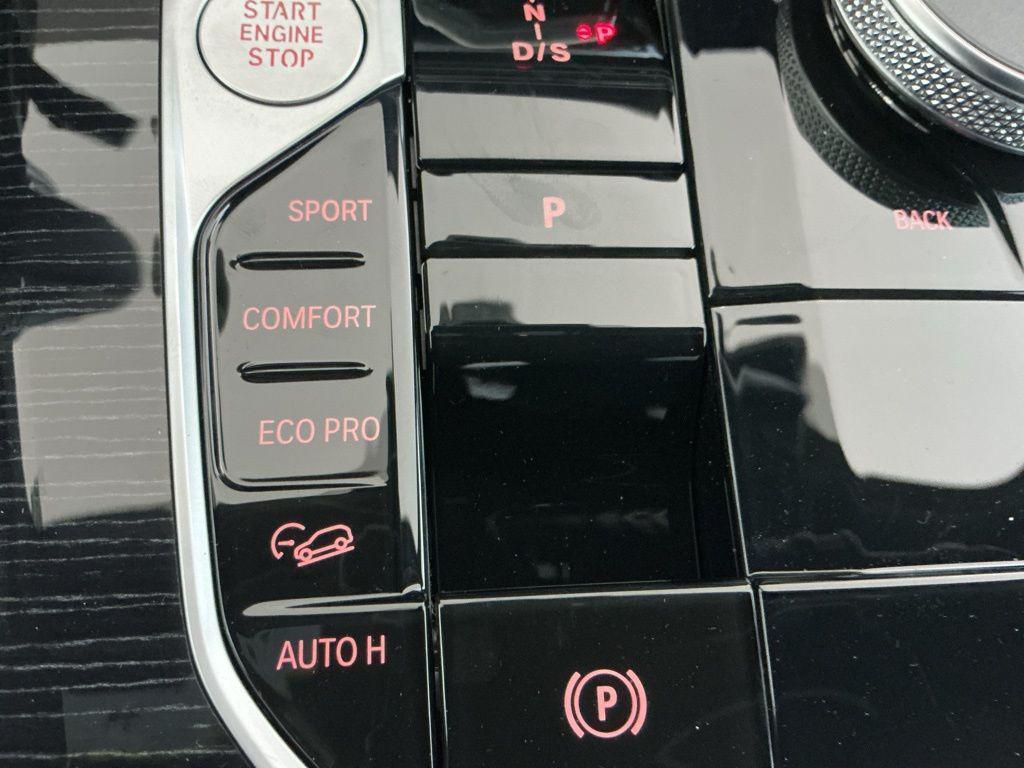 START
ENGINE
STOP
N
D/S
P
SPORT
P
BACK
COMFORT
ECO PRO
AUTO H
P